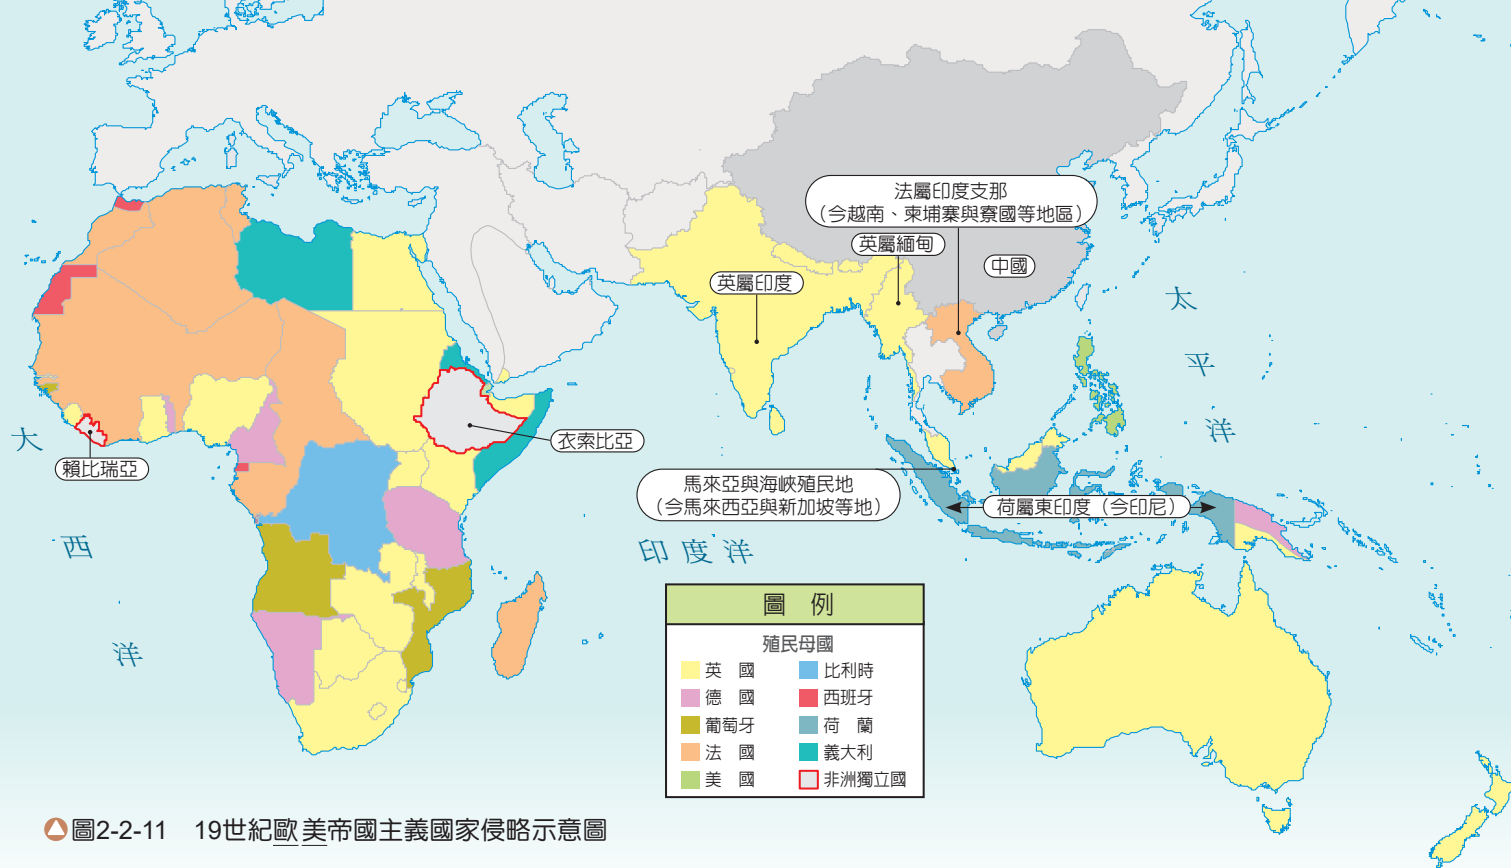 法屬印度支那
（今越南、柬埔寨與寮國等地區）
英屬緬甸
中國
英屬印度
太
平
洋
大
西
洋
賴比瑞亞
衣索比亞
馬來亞與海峽殖民地
（今馬來西亞與新加坡等地）
荷屬東印度（今印尼）
印度洋
圖 例
殖民母國
英 國
比利時
德 國
西班牙
葡萄牙
荷 蘭
法 國
義大利
美 國
非洲獨立國
圖2-2-11 19世紀歐美帝國主義國家侵略示意圖